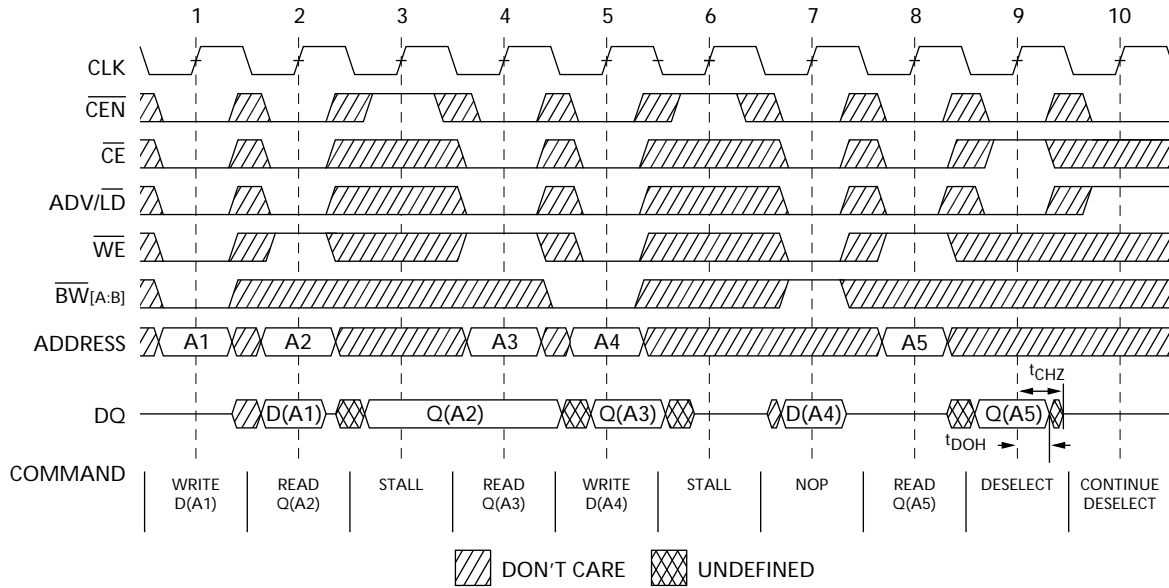 1 2 3 4 5 6 7 8 9 10
CLK
CEN
CE
ADV/LD
WE
BW[A:B]
ADDRESS A1 A2 A3 A4 A5
tCHZ
DQ D(A1) Q(A2) Q(A3) D(A4) Q(A5)
tDOH
COMMAND
WRITE D(A1)
READ Q(A2)
STALL
READ Q(A3)
WRITE D(A4)
STALL
NOP
READ Q(A5)
DESELECT
CONTINUE DESELECT
DON'T CARE UNDEFINED